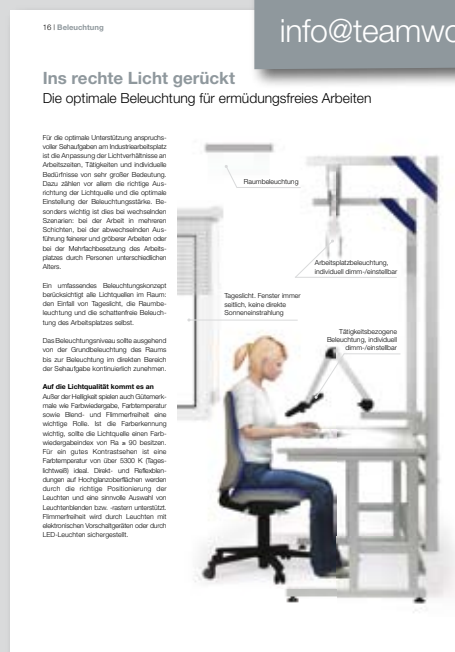 16 | Beleuchtung
info@teamwo
Ins rechte Licht gerückt
Die optimale Beleuchtung für ermüdungsfreies Arbeiten
Für die optimale Unterstützung anspruchs-
voller Sehaufgaben am Industriearbeitsplatz
ist die Anpassung der Lichtverhältnisse an
Arbeitszeiten, Tätigkeiten und individuelle
Bedürfnisse von sehr großer Bedeutung.
Dazu zählen vor allem die richtige Aus-
richtung der Lichtquelle und die optimale
Einstellung der Beleuchtungsstärke. Be-
sonders wichtig ist dies bei wechselnden
Szenarien: bei der Arbeit in mehreren
Schichten, bei der abwechselnden Aus-
führung feinerer und gröberer Arbeiten oder
bei der Mehrfachbesetzung des Arbeits-
platzes durch Personen unterschiedlichen
Alters.
Ein umfassendes Beleuchtungskonzept
berücksichtigt alle Lichtquellen im Raum:
den Einfall von Tageslicht, die Raumbe-
leuchtung und die schattenfreie Beleuch-
tung des Arbeitsplatzes selbst.
Das Beleuchtungsniveau sollte ausgehend
von der Grundbeleuchtung des Raums
bis zur Beleuchtung im direkten Bereich
der Sehaufgabe kontinuierlich zunehmen.
Auf die Lichtqualität kommt es an
Außer der Helligkeit spielen auch Gütemerk-
male wie Farbwiedergabe, Farbtemperatur
sowie Blend- und Flimmerfreiheit eine
wichtige Rolle. Ist die Farberkennung
wichtig, sollte die Lichtquelle einen Farb-
wiedergabeindex von Ra ≥ 90 besitzen.
Für ein gutes Kontrastsehen ist eine
Farbtemperatur von über 5300 K (Tages-
lichtweiß) ideal. Direkt- und Reflexblen-
dungen auf Hochglanzoberflächen werden
durch die richtige Positionierung der
Leuchten und eine sinnvolle Auswahl von
Leuchtenblenden bzw. -rastern unterstützt.
Flimmerfreiheit wird durch Leuchten mit
elektronischen Vorschaltgeräten oder durch
LED-Leuchten sichergestellt.
Raumbeleuchtung
Arbeitsplatzbeleuchtung,
individuell dimm-/einstellbar
Tageslicht. Fenster immer
seitlich, keine direkte
Sonneneinstrahlung
Tätigkeitsbezogene
Beleuchtung, individuell
dimm-/einstellbar